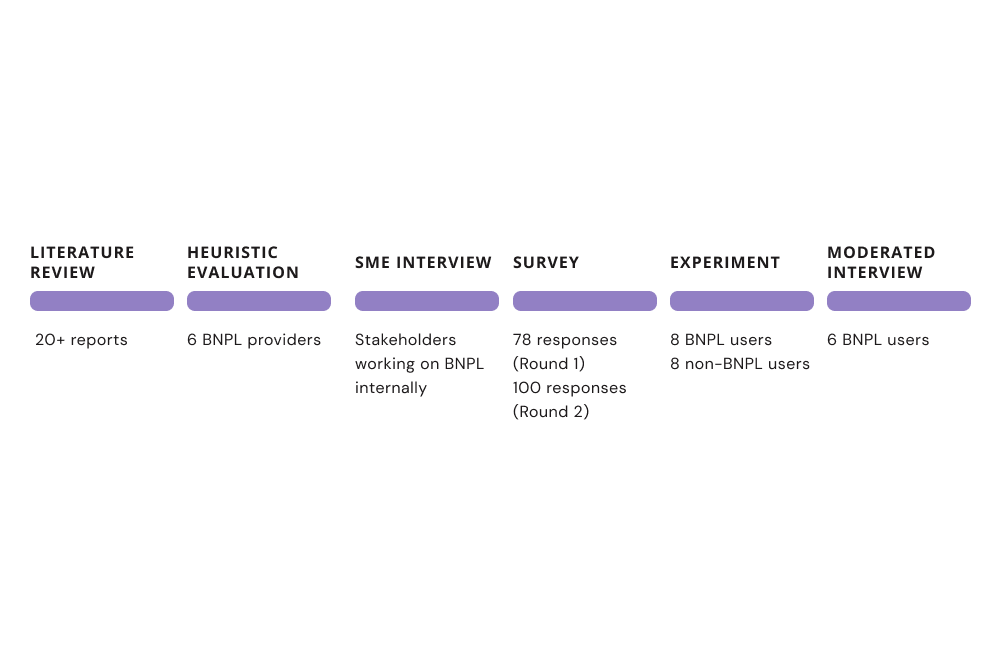 LITERATURE
REVIEW
20+ reports
HEURISTIC
EVALUATION
6 BNPL providers
SME INTERVIEW
Stakeholders
working on BNPL
internally
SURVEY
78 responses
(Round 1)
100 responses
(Round 2)
EXPERIMENT
8 BNPL users
8 non-BNPL users
MODERATED
INTERVIEW
6 BNPL users